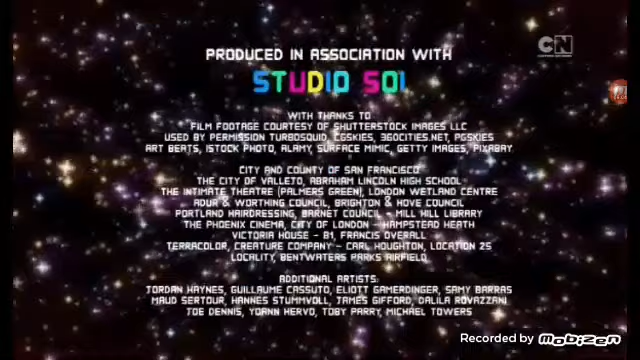 PRODUCED IN ASSOCIATION WITH
CN
STUDIO SOI
WITH THANKS TO
FILM FOOTAGE COURTESY OF SHUTTERSTOCK IMAGES LLC
USED BY PERMISSION TURBOSQUID, CGSKIES, 360CITIES.NET, PGSKIES
ART BEATS, ISTOCK PHOTO, ALAMY, SURFACE MIMIC, GETTY IMAGES, PIXABAY
CITY AND COUNTY OF SAN FRANCISCO
THE CITY OF VALLEJO, ABRAHAM LINCOLN HIGH SCHOOL
THE INTIMATE THEATRE (PALMERS GREEN), LONDON WETLAND CENTRE
ADUR & WORTHING COUNCIL, BRIGHTON & HOVE COUNCIL
PORTLAND HAIRDRESSING, BARNET COUNCIL - MILL HILL LIBRARY
THE PHOENIX CINEMA, CITY OF LONDON - HAMPSTEAD HEATH
VICTORIA HOUSE - B1, FRANCIS OVERALL
TERRACOLOR, CREATURE COMPANY - CARL HOUGHTON, LOCATION 25
LOCALITY, BENTWATERS PARKS AIRFIELD
ADDITIONAL ARTISTS
JORDAN HAYNES, GUILLAUME CASSUTO, ELIOTT GAMERDINGER, SAMY BARRAS
MAUD SERTOUR, HANNES STUMMVOLL, JAMES GIFFORD, DALILA ROVAZZANI
JOE DENNIS, YOANN HERVO, TOBY PARRY, MICHAEL TOWERS
Recorded by MOBIZEN